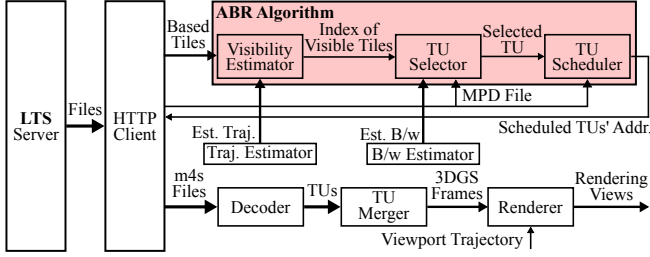 ABR Algorithm
Based
Tiles
Visibility
Estimator
Index of
Visible Tiles
TU
Selector
Selected
TU
TU
Scheduler
LTS
Server
Files
HTTP
Client
MPD File
Est. Traj.
Traj. Estimator
Est. B/w
B/w Estimator
Scheduled TUs' Addr.
m4s
Files
Decoder
TUs
TU
Merger
3DGS
Frames
Renderer
Rendering
Views
Viewport Trajectory